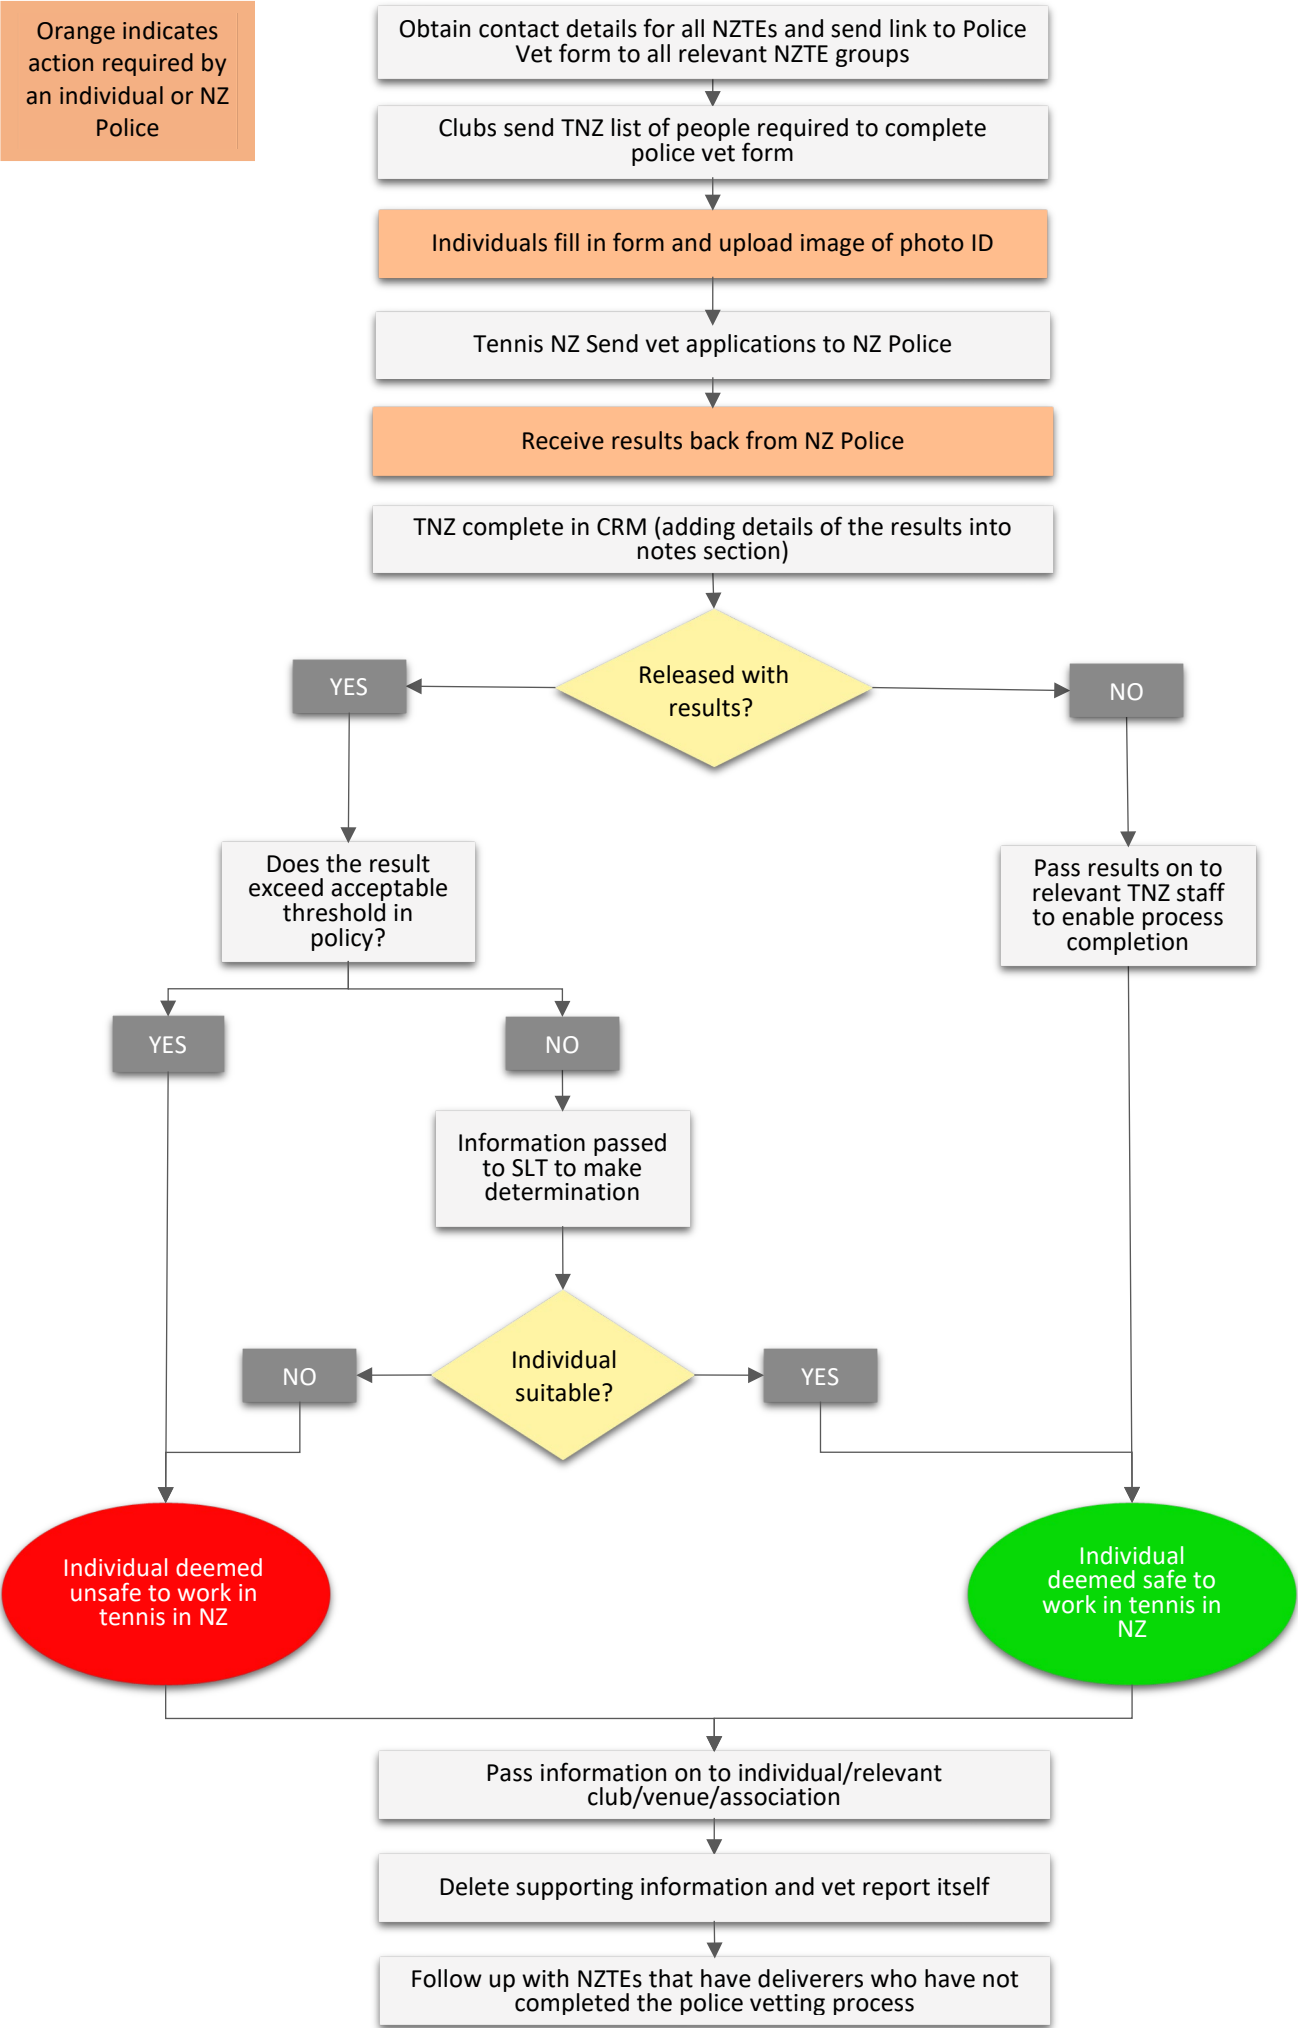 Orange indicates
action required by
an individual or NZ
Police
Obtain contact details for all NZTEs and send link to Police
Vet form to all relevant NZTE groups
Clubs send TNZ list of people required to complete
police vet form
Individuals fill in form and upload image of photo ID
Tennis NZ Send vet applications to NZ Police
Receive results back from NZ Police
TNZ complete in CRM (adding details of the results into
notes section)
Released with
results?
YES
NO
Does the result
exceed acceptable
threshold in
policy?
Pass results on to
relevant TNZ staff
to enable process
completion
YES
NO
Information passed
to SLT to make
determination
Individual
suitable?
NO
YES
Individual deemed
unsafe to work in
tennis in NZ
Individual
deemed safe to
work in tennis in
NZ
Pass information on to individual/relevant
club/venue/association
Delete supporting information and vet report itself
Follow up with NZTEs that have deliverers who have not
completed the police vetting process